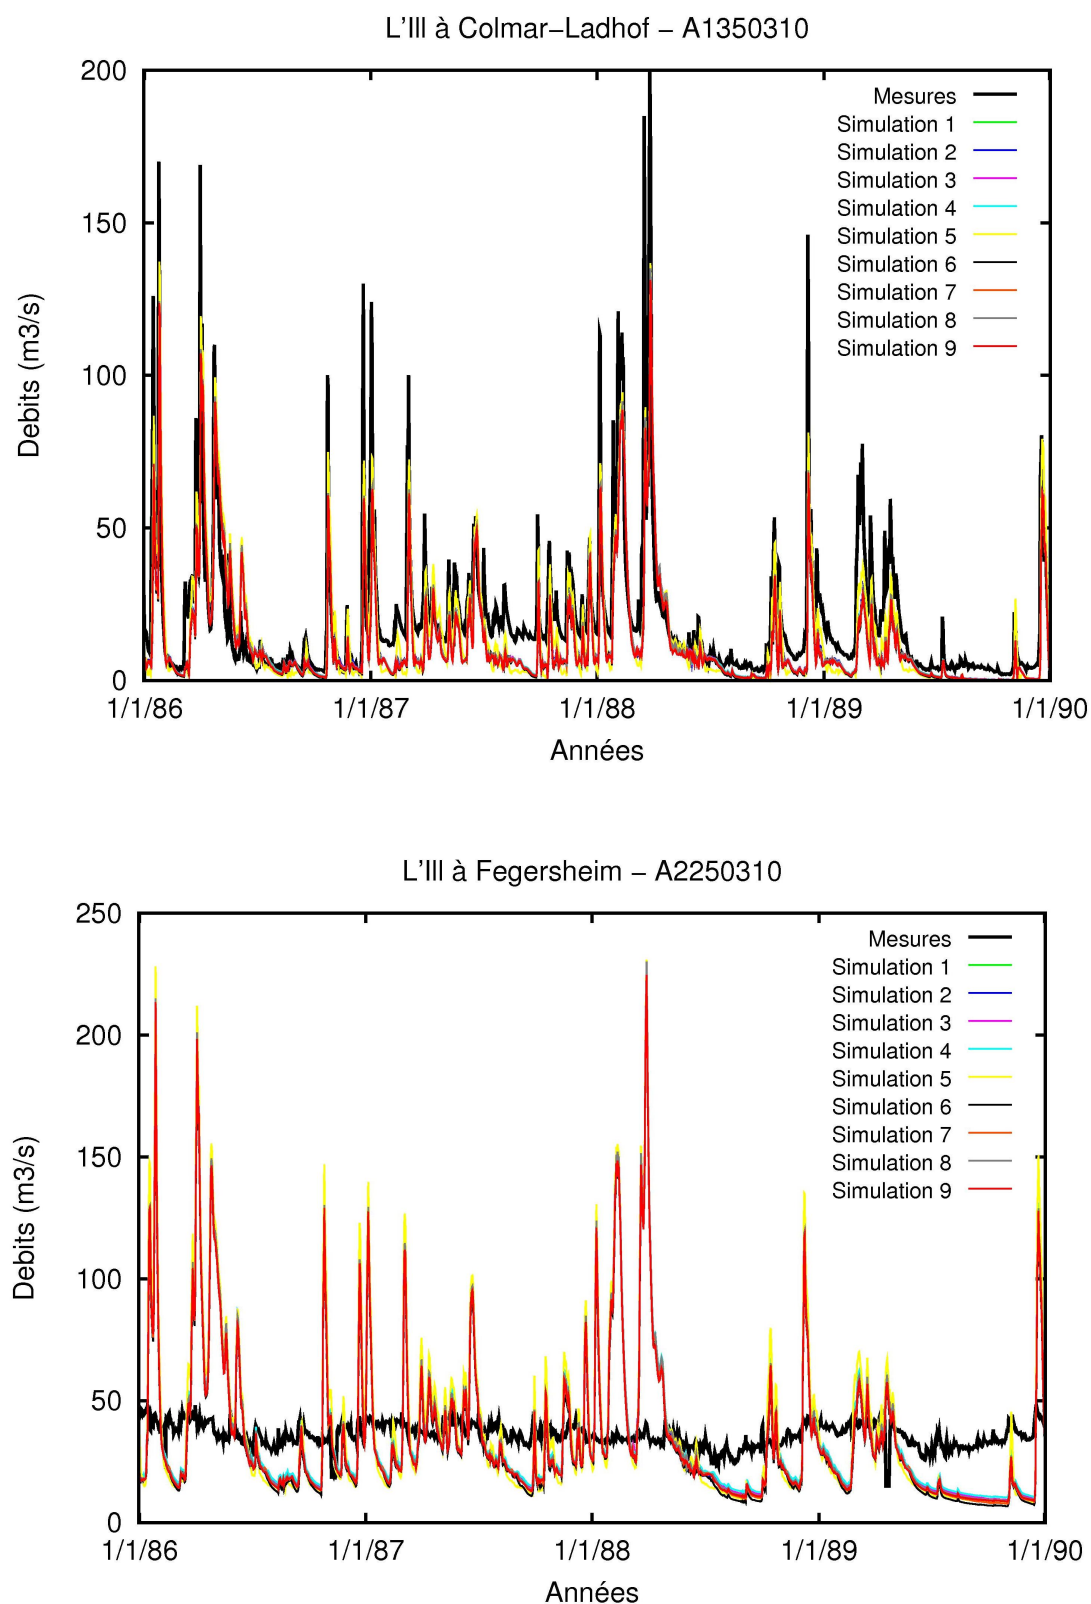 L'Ill à Colmar−Ladhof − A1350310
200
150
100
50
0
Debits (m3/s)
Mesures
Simulation 1
Simulation 2
Simulation 3
Simulation 4
Simulation 5
Simulation 6
Simulation 7
Simulation 8
Simulation 9
1/1/86 1/1/87 1/1/88 1/1/89 1/1/90
Années
L'Ill à Fegersheim − A2250310
250
200
150
100
50
0
Debits (m3/s)
Mesures
Simulation 1
Simulation 2
Simulation 3
Simulation 4
Simulation 5
Simulation 6
Simulation 7
Simulation 8
Simulation 9
1/1/86 1/1/87 1/1/88 1/1/89 1/1/90
Années